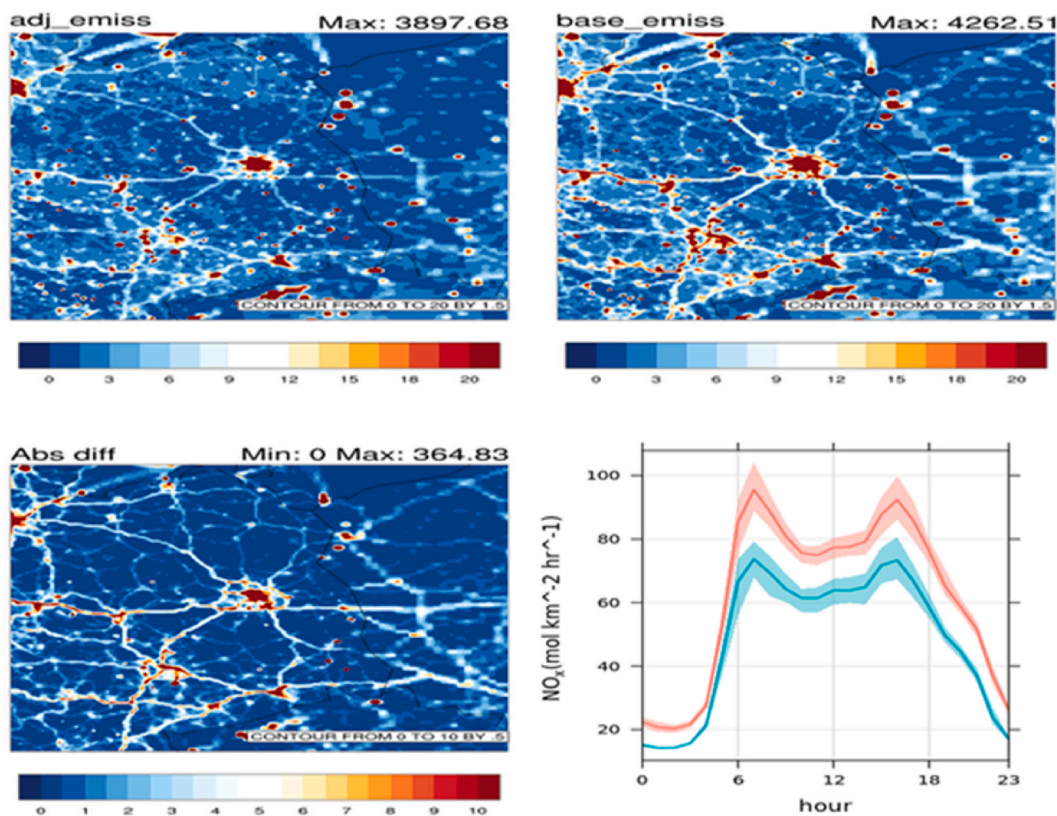 adj_emiss Max: 3897.68
base_emiss Max: 4262.51
CONTOUR FROM 0 TO 20 BY 1.5
CONTOUR FROM 0 TO 20 BY 1.5
0 3 6 9 12 15 18 20
0 3 6 9 12 15 18 20
Abs diff Min: 0 Max: 364.83
CONTOUR FROM 0 TO 10 BY .5
0 1 2 3 4 5 6 7 8 9 10
NOx(mol km^-2 hr^-1)
100
80
60
40
20
0 6 12 18 23
hour